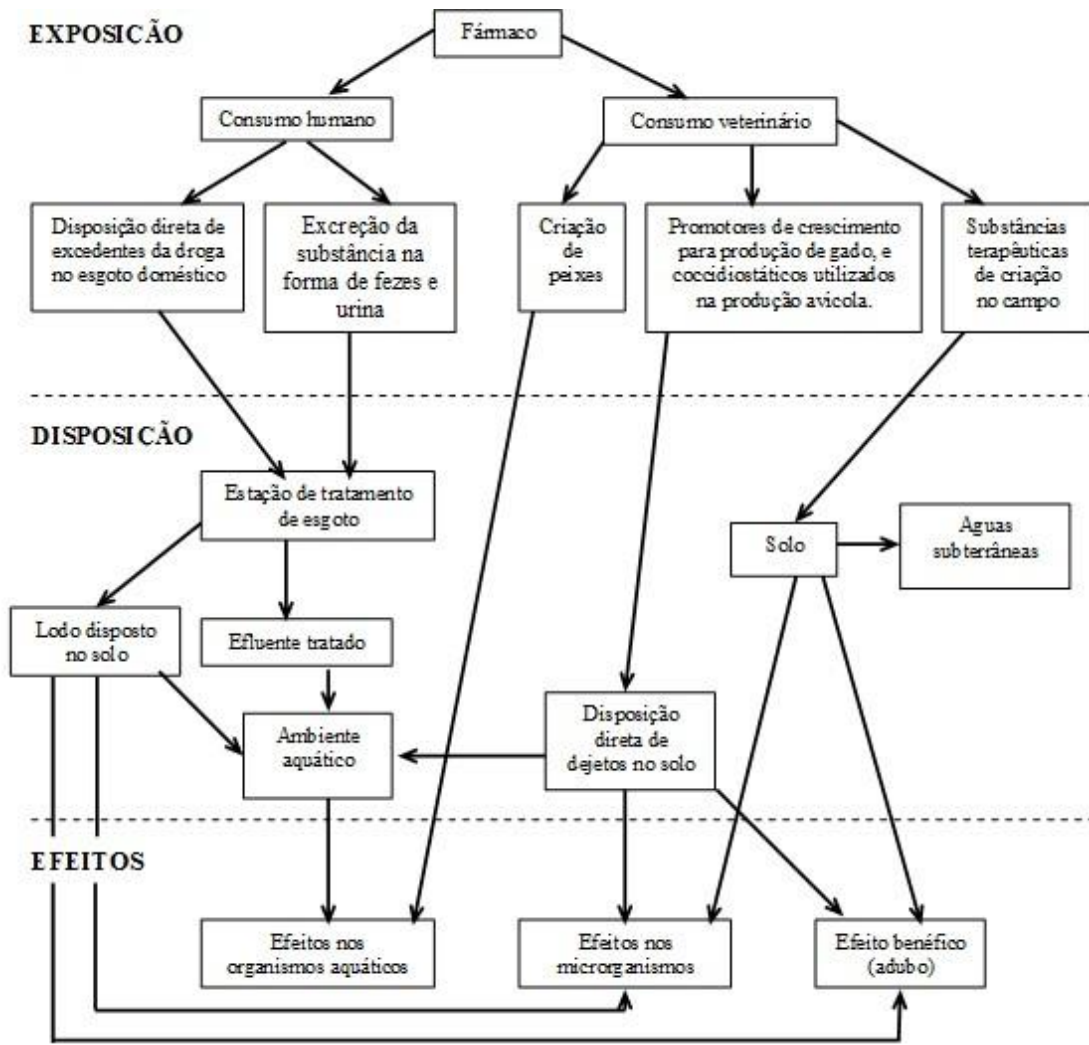 EXPOSIÇÃO
Fármaco
Consumo humano
Consumo veterinário
Disposição direta de
excedentes da droga
no esgoto doméstico
Excreção da
substância na
forma de fezes e
urina
Criação
de
peixes
Promotores de crescimento
para produção de gado, e
coccidiostáticos utilizados
na produção avicola.
Substâncias
terapêuticas
de criação
no campo
DISPOSIÇÃO
Estação de tratamento
de esgoto
Solo
Aguas
subterrâneas
Lodo disposto
no solo
Efluente tratado
Ambiente
aquático
Disposição
direta de
dejetos no solo
EFEITOS
Efeitos nos
organismos aquáticos
Efeitos nos
microrganismos
Efeito benéfico
(adubo)